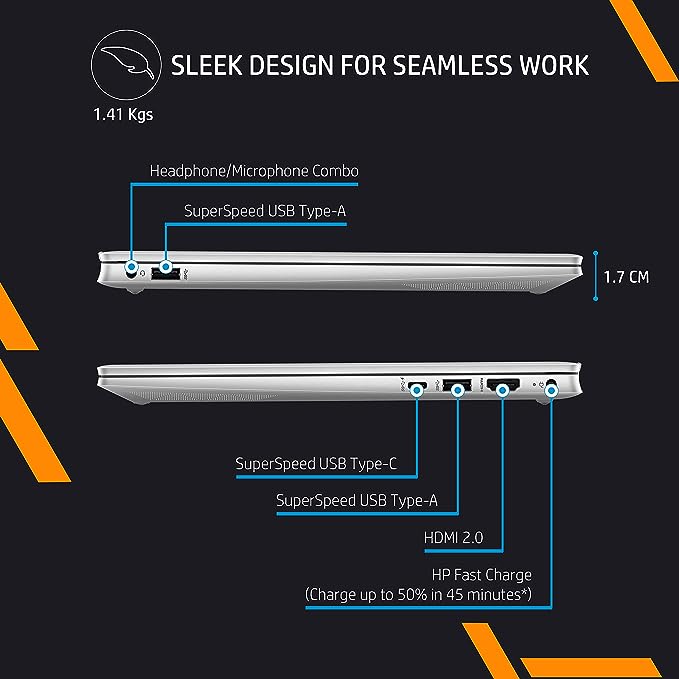 SLEEK DESIGN FOR SEAMLESS WORK
1.41 Kgs
Headphone/Microphone Combo
SuperSpeed USB Type-A
1.7 CM
SuperSpeed USB Type-C
SuperSpeed USB Type-A
HDMI 2.0
HP Fast Charge
(Charge up to 50% in 45 minutes*)